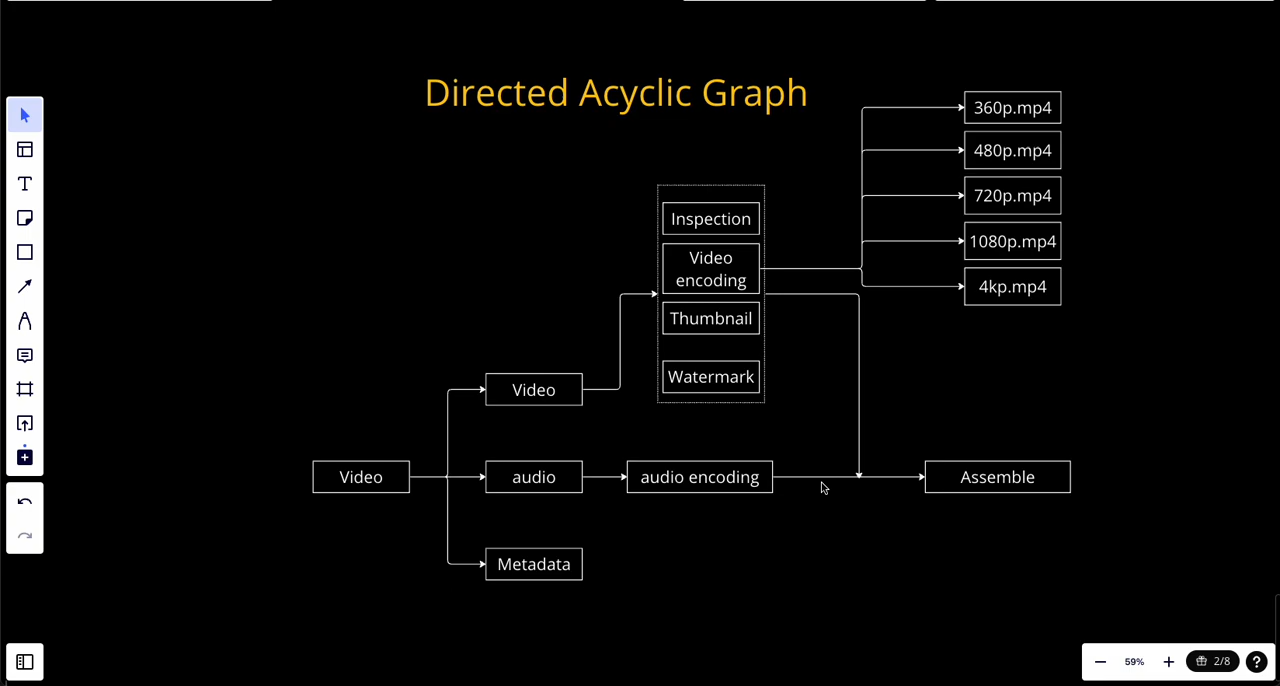 Directed Acyclic Graph
360p.mp4
480p.mp4
720p.mp4
1080p.mp4
4kp.mp4
Inspection
Video
encoding
Thumbnail
Watermark
Video
Video
audio
audio encoding
Assemble
Metadata
59%
2/8